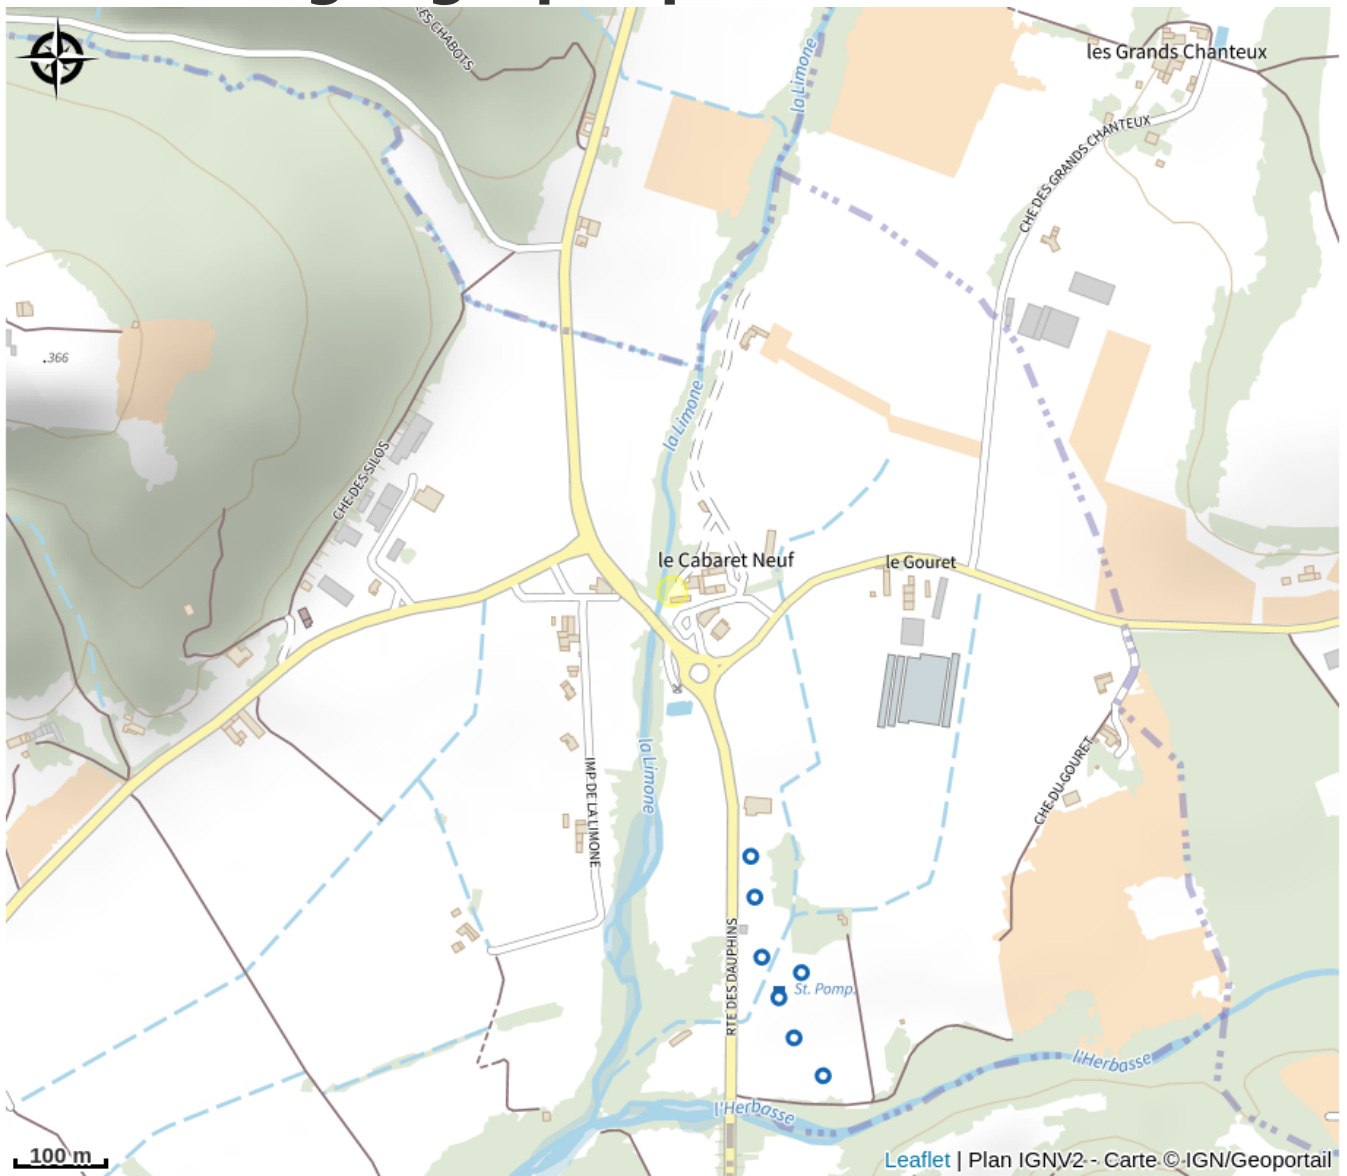 les Grands Chanteux
la Limone
CHE DES GRANDS CHANTEUX
.366
la Limone
CHE DES SILOS
le Cabaret Neuf
le Gouret
la Limone
IMP DE LA LIMONE
CHE DU GOURET
RTE DES DAUPHINS
St. Pomp.
l'Herbasse
l'Herbasse
100 m
Leaflet | Plan IGNV2 - Carte © IGN/Geoportail